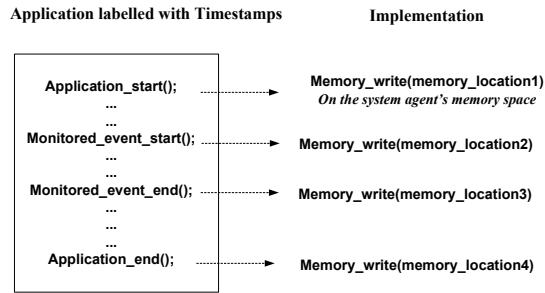 Application labelled with Timestamps
Implementation
Application_start();
Memory_write(memory_location1)
On the system agent's memory space
...
...
Monitored_event_start();
Memory_write(memory_location2)
...
...
Monitored_event_end();
Memory_write(memory_location3)
...
...
...
Application_end();
Memory_write(memory_location4)